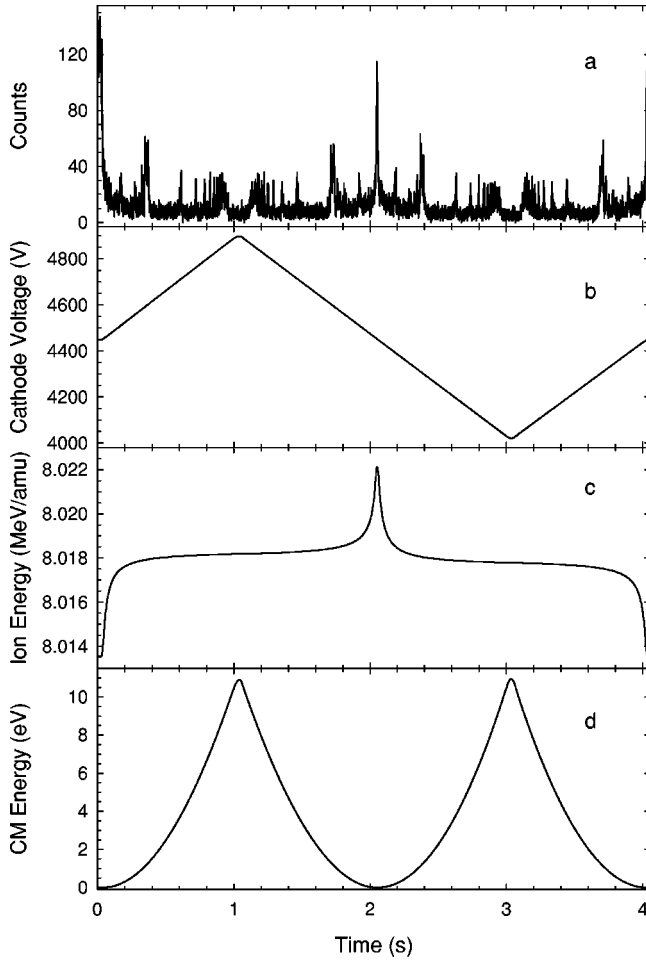 120
80
40
0
Counts
a
4800
4600
4400
4200
4000
Cathode Voltage (V)
b
8.022
8.020
8.018
8.016
8.014
Ion Energy (MeV/amu)
c
10
8
6
4
2
0
CM Energy (eV)
d
0 1 2 3 4
Time (s)